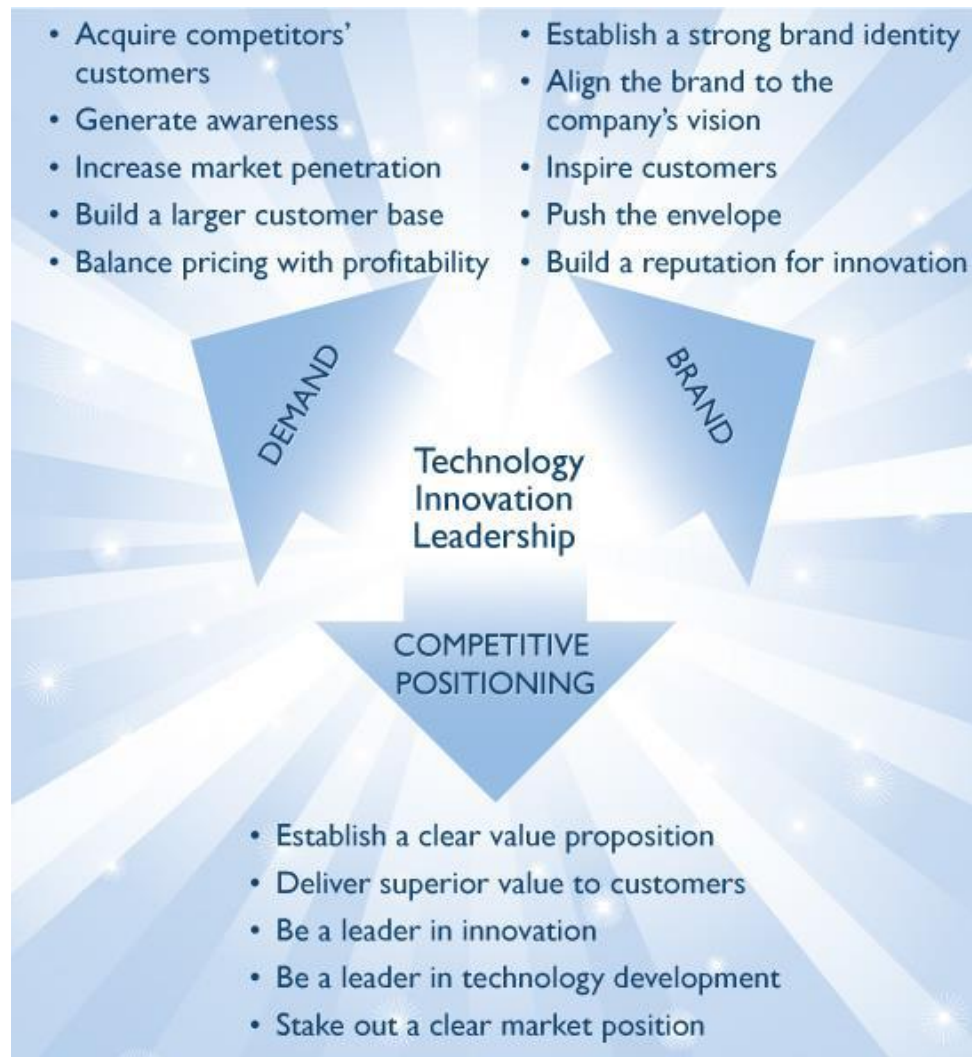 • Acquire competitors'
customers
• Generate awareness
• Increase market penetration
• Build a larger customer base
• Balance pricing with profitability
• Establish a strong brand identity
• Align the brand to the
company's vision
• Inspire customers
• Push the envelope
• Build a reputation for innovation
DEMAND
BRAND
Technology
Innovation
Leadership
COMPETITIVE
POSITIONING
• Establish a clear value proposition
• Deliver superior value to customers
• Be a leader in innovation
• Be a leader in technology development
• Stake out a clear market position